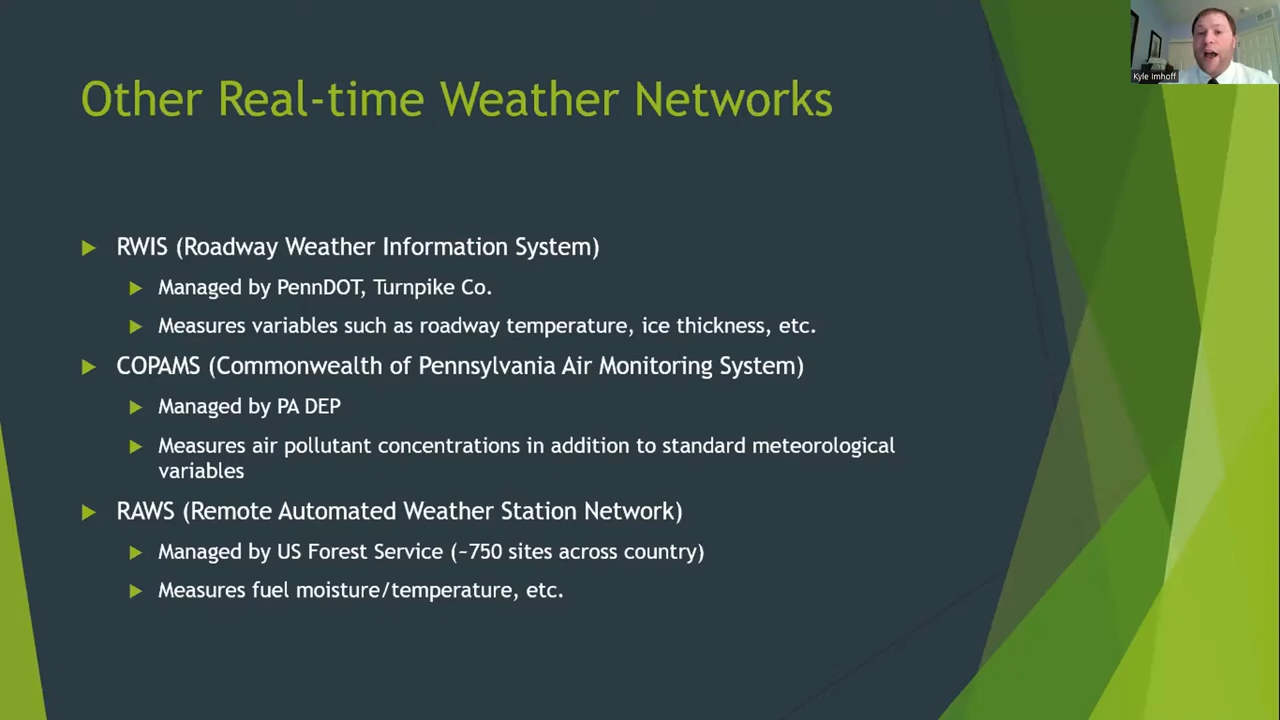 Kyle Imhoff
Other Real-time Weather Networks
RWIS (Roadway Weather Information System)
Managed by PennDOT, Turnpike Co.
Measures variables such as roadway temperature, ice thickness, etc.
COPAMS (Commonwealth of Pennsylvania Air Monitoring System)
Managed by PA DEP
Measures air pollutant concentrations in addition to standard meteorological
variables
RAWS (Remote Automated Weather Station Network)
Managed by US Forest Service (~750 sites across country)
Measures fuel moisture/temperature, etc.